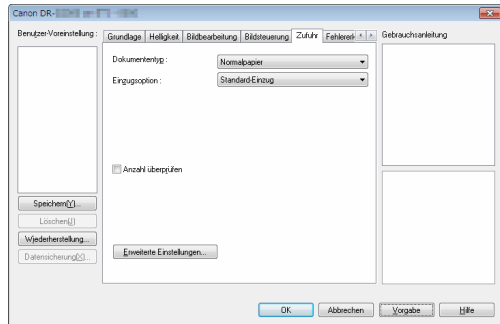 Canon DR-
Benutzer-Voreinstellung :
Grundlage Helligkeit Bildbearbeitung Bildsteuerung Zufuhr Fehlererk
Gebrauchsanleitung
Dokumententyp : Normalpapier
Einzugsoption : Standard-Einzug
Anzahl überprüfen
Speichern(Y)...
Löschen(J)
Wiederherstellung...
Datensicherung(X)...
Erweiterte Einstellungen...
OK Abbrechen Vorgabe Hilfe